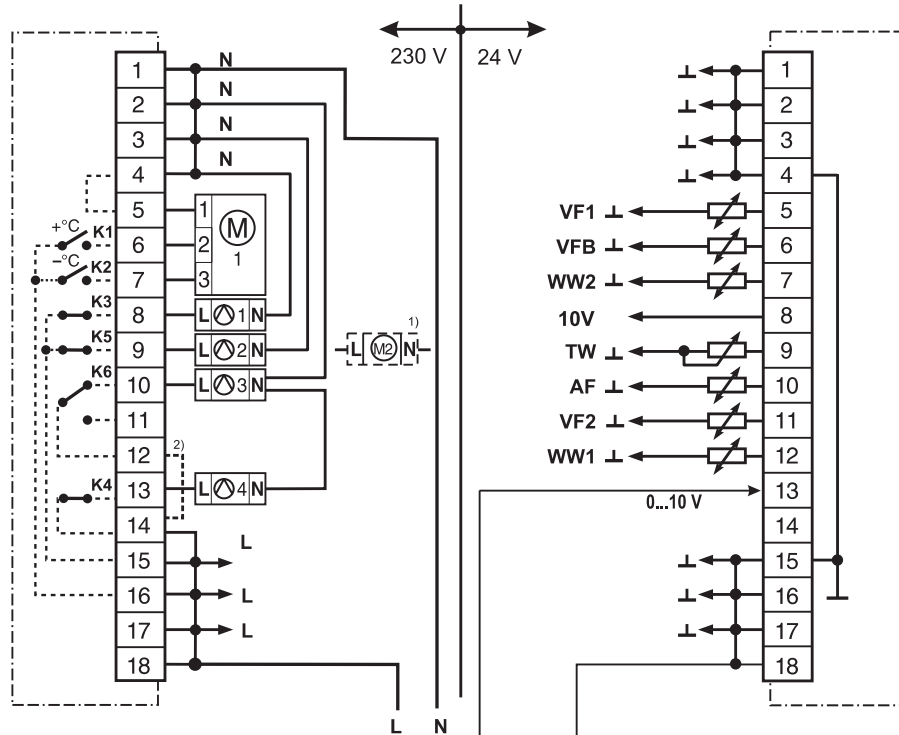 230 V 24 V
1 N 1
2 N 2
3 N 3
4 N 4
5 1 VF1 5
+°C K1 6 2 M 1 VFB 6
–°C K2 7 3 WW2 7
K3 8 L 1 N 10V 8
1)
K5 9 L 2 N L M2 N TW 9
K6 10 L 3 N AF 10
11 VF2 11
12 2) WW1 12
K4 13 L 4 N 0...10 V 13
14 14
L
15 15
16 L 16
17 L 17
18 18
L N